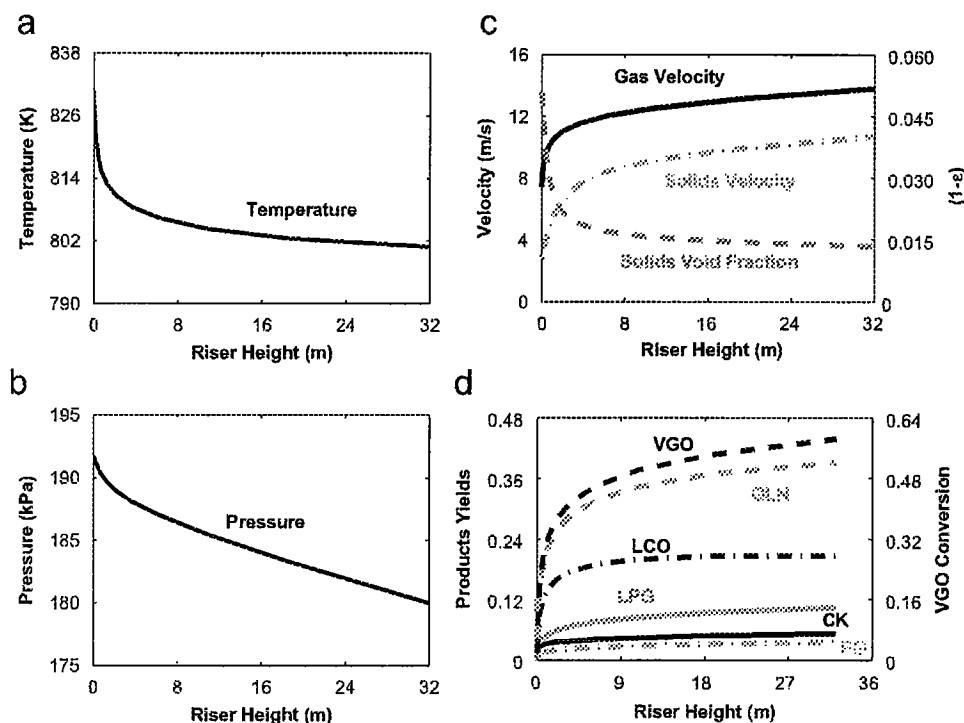 a
838
826
814
802
790
Temperature (K)
Temperature
0
8
16
24
32
Riser Height (m)
b
195
190
185
180
175
Pressure (kPa)
Pressure
0
8
16
24
32
Riser Height (m)
c
16
12
8
4
0
Velocity (m/s)
Gas Velocity
Solids Velocity
Solids Void Fraction
0.060
0.045
0.030
0.015
0
(1-ε)
0
8
16
24
32
Riser Height (m)
d
0.48
0.36
0.24
0.12
0
Products Yields
VGO
GLN
LCO
LPG
CK
FG
0.64
0.48
0.32
0.16
0.00
VGO Conversion
0
9
18
27
36
Riser Height (m)